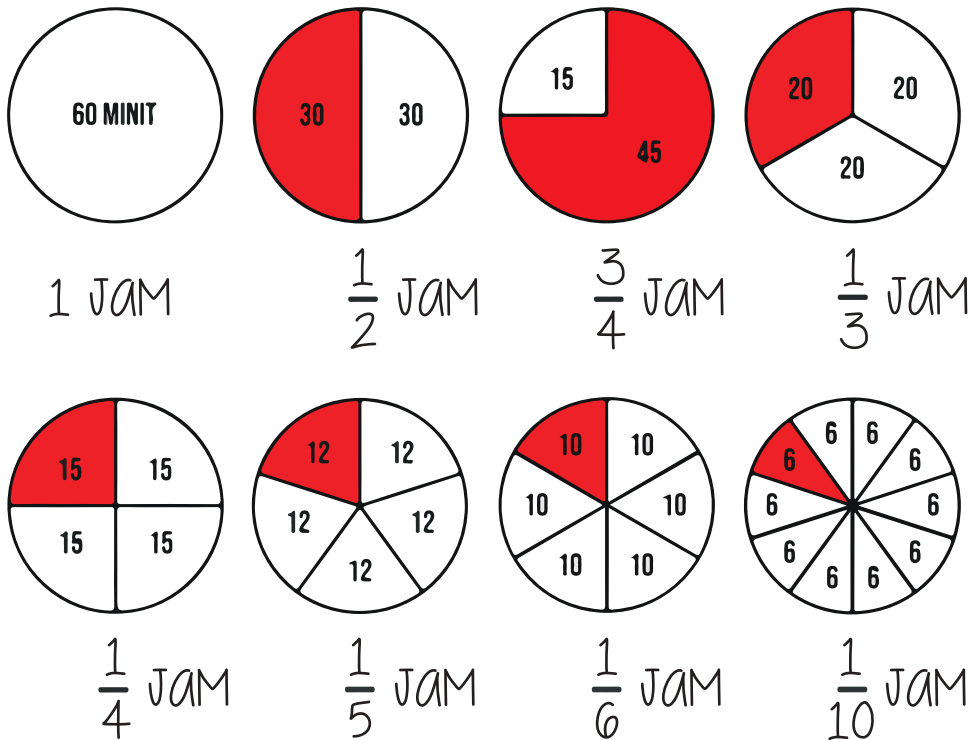 60 MINIT
30 30
15
45
20 20
20
1 JAM
1/2 JAM
3/4 JAM
1/3 JAM
15 15
15 15
12 12
12 12
12
10 10
10 10
10 10
6 6
6 6
6 6
6 6
6 6
1/4 JAM
1/5 JAM
1/6 JAM
1/10 JAM